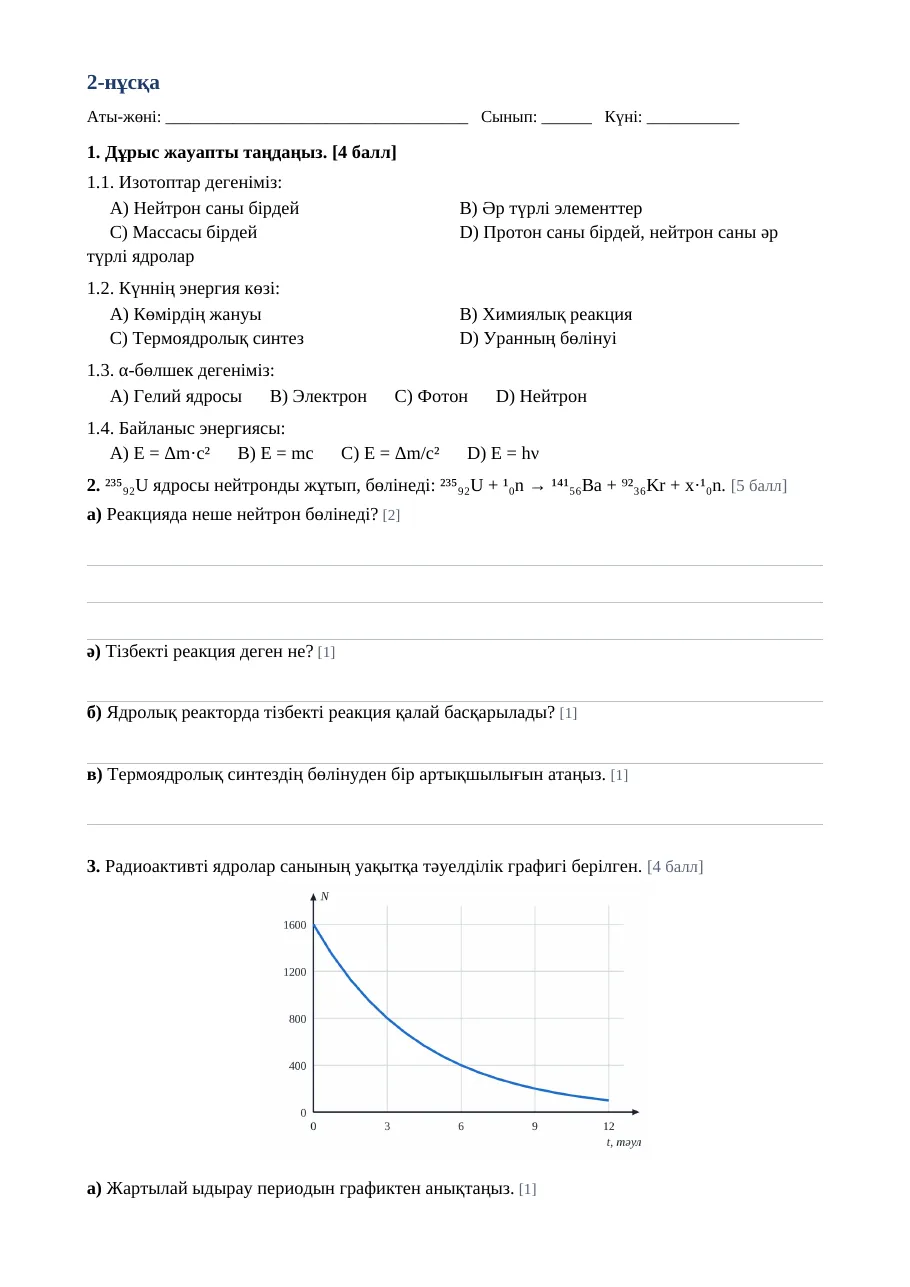 2-нұсқа
Аты-жөні: ____________________________________ Сынып: ______ Күні: ___________
1. Дұрыс жауапты таңдаңыз. [4 балл]
1.1. Изотоптар дегеніміз:
A) Нейтрон саны бірдей B) Әр түрлі элементтер
C) Массасы бірдей D) Протон саны бірдей, нейтрон саны әр
түрлі ядролар
1.2. Күннің энергия көзі:
A) Көмірдің жануы B) Химиялық реакция
C) Термоядролық синтез D) Уранның бөлінуі
1.3. α-бөлшек дегеніміз:
A) Гелий ядросы B) Электрон C) Фотон D) Нейтрон
1.4. Байланыс энергиясы:
A) E = Δm·c² B) E = mc C) E = Δm/c² D) E = hν
2. ²³⁵₉₂U ядросы нейтронды жұтып, бөлінеді: ²³⁵₉₂U + ¹₀n → ¹⁴¹₅₆Ba + ⁹²₃₆Kr + x·¹₀n. [5 балл]
а) Реакцияда неше нейтрон бөлінеді? [2]
ә) Тізбекті реакция деген не? [1]
б) Ядролық реакторда тізбекті реакция қалай басқарылады? [1]
в) Термоядролық синтездің бөлінуден бір артықшылығын атаңыз. [1]
3. Радиоактивті ядролар санының уақытқа тәуелділік графигі берілген. [4 балл]
N
1600
1200
800
400
0
0 3 6 9 12
t, тәул
а) Жартылай ыдырау периодын графиктен анықтаңыз. [1]